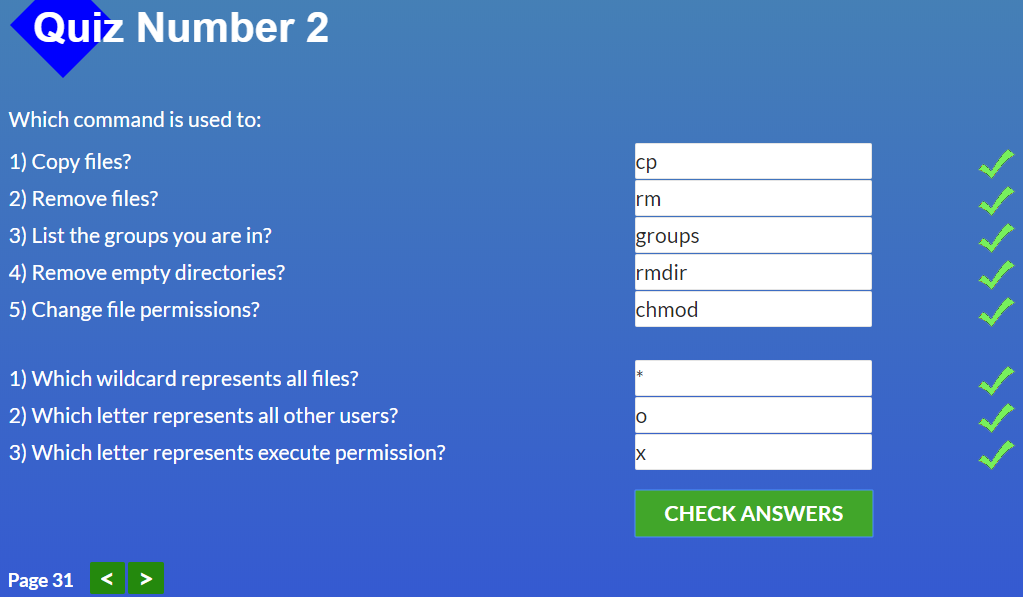 Quiz Number 2
Which command is used to:
1) Copy files? cp
2) Remove files? rm
3) List the groups you are in? groups
4) Remove empty directories? rmdir
5) Change file permissions? chmod
1) Which wildcard represents all files? *
2) Which letter represents all other users? o
3) Which letter represents execute permission? x
CHECK ANSWERS
Page 31 < >